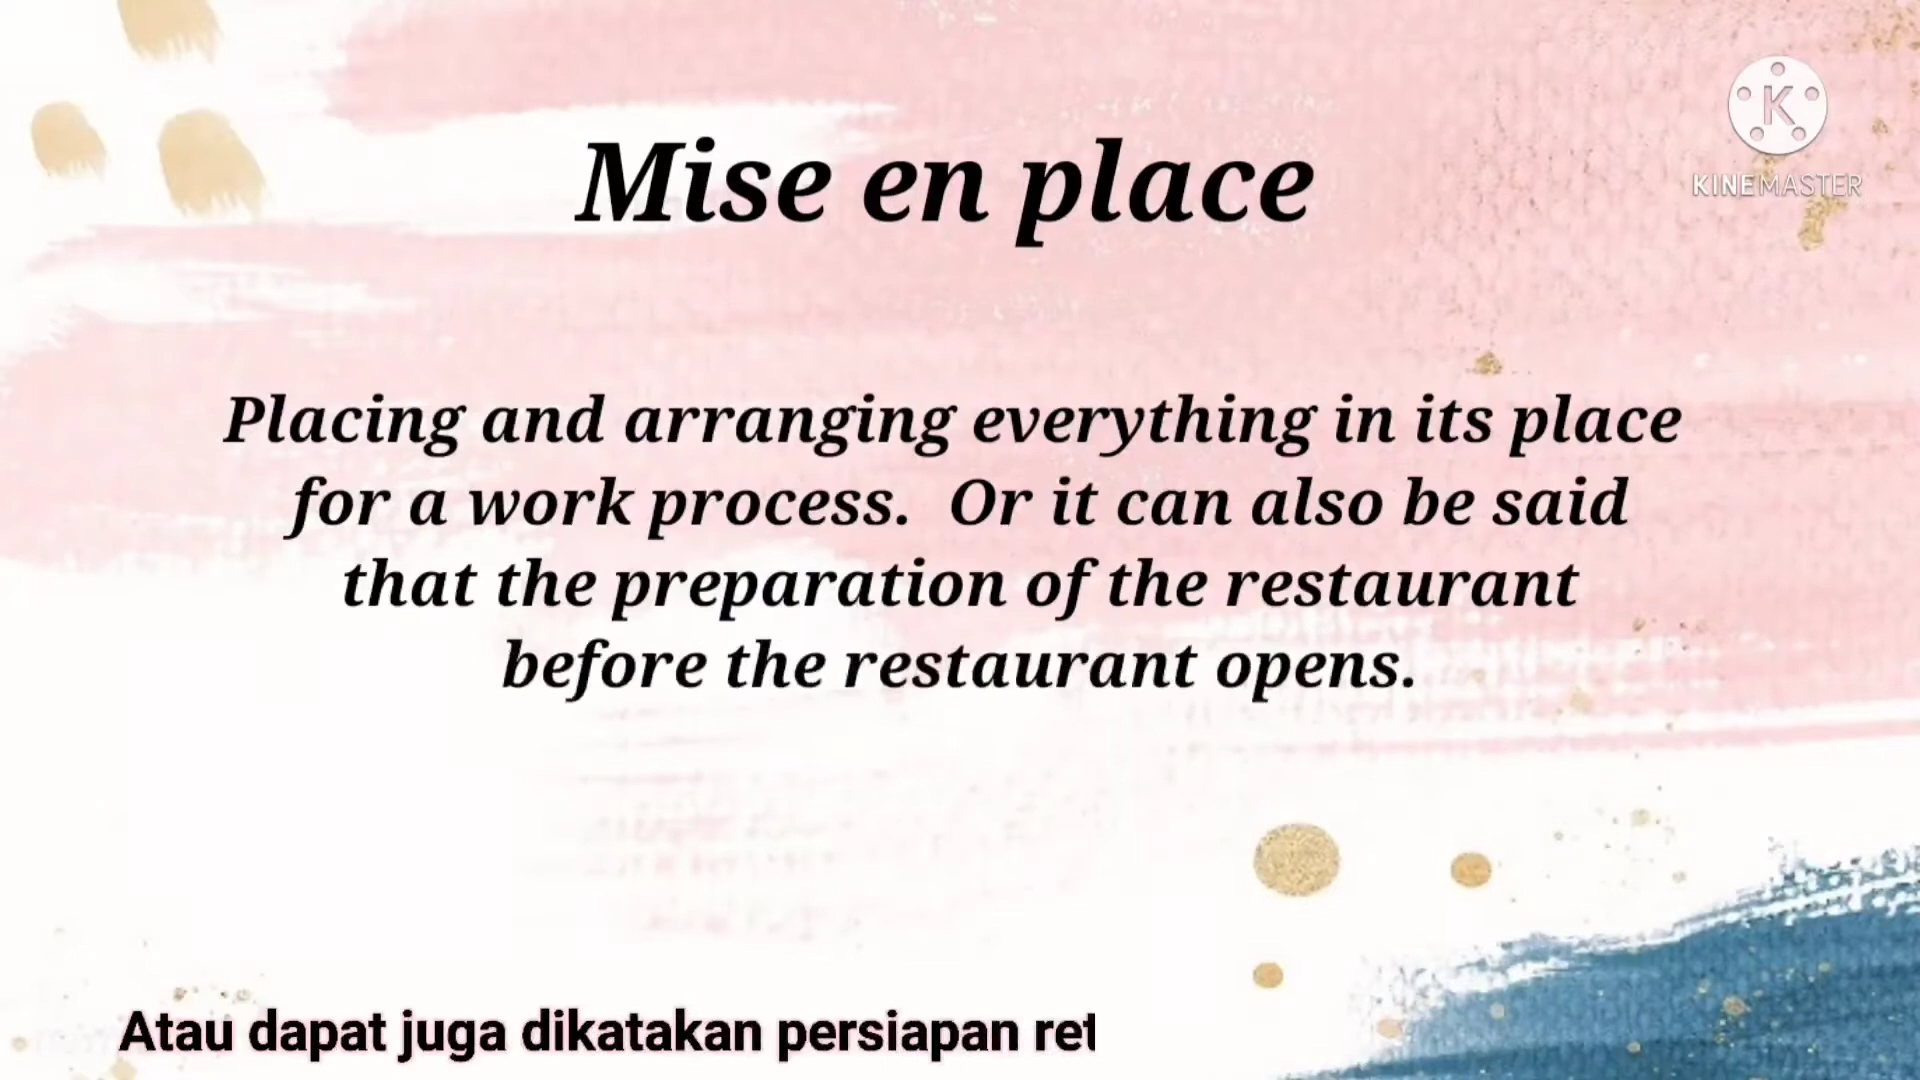 KINEMASTER
Mise en place
Placing and arranging everything in its place
for a work process. Or it can also be said
that the preparation of the restaurant
before the restaurant opens.
Atau dapat juga dikatakan persiapan